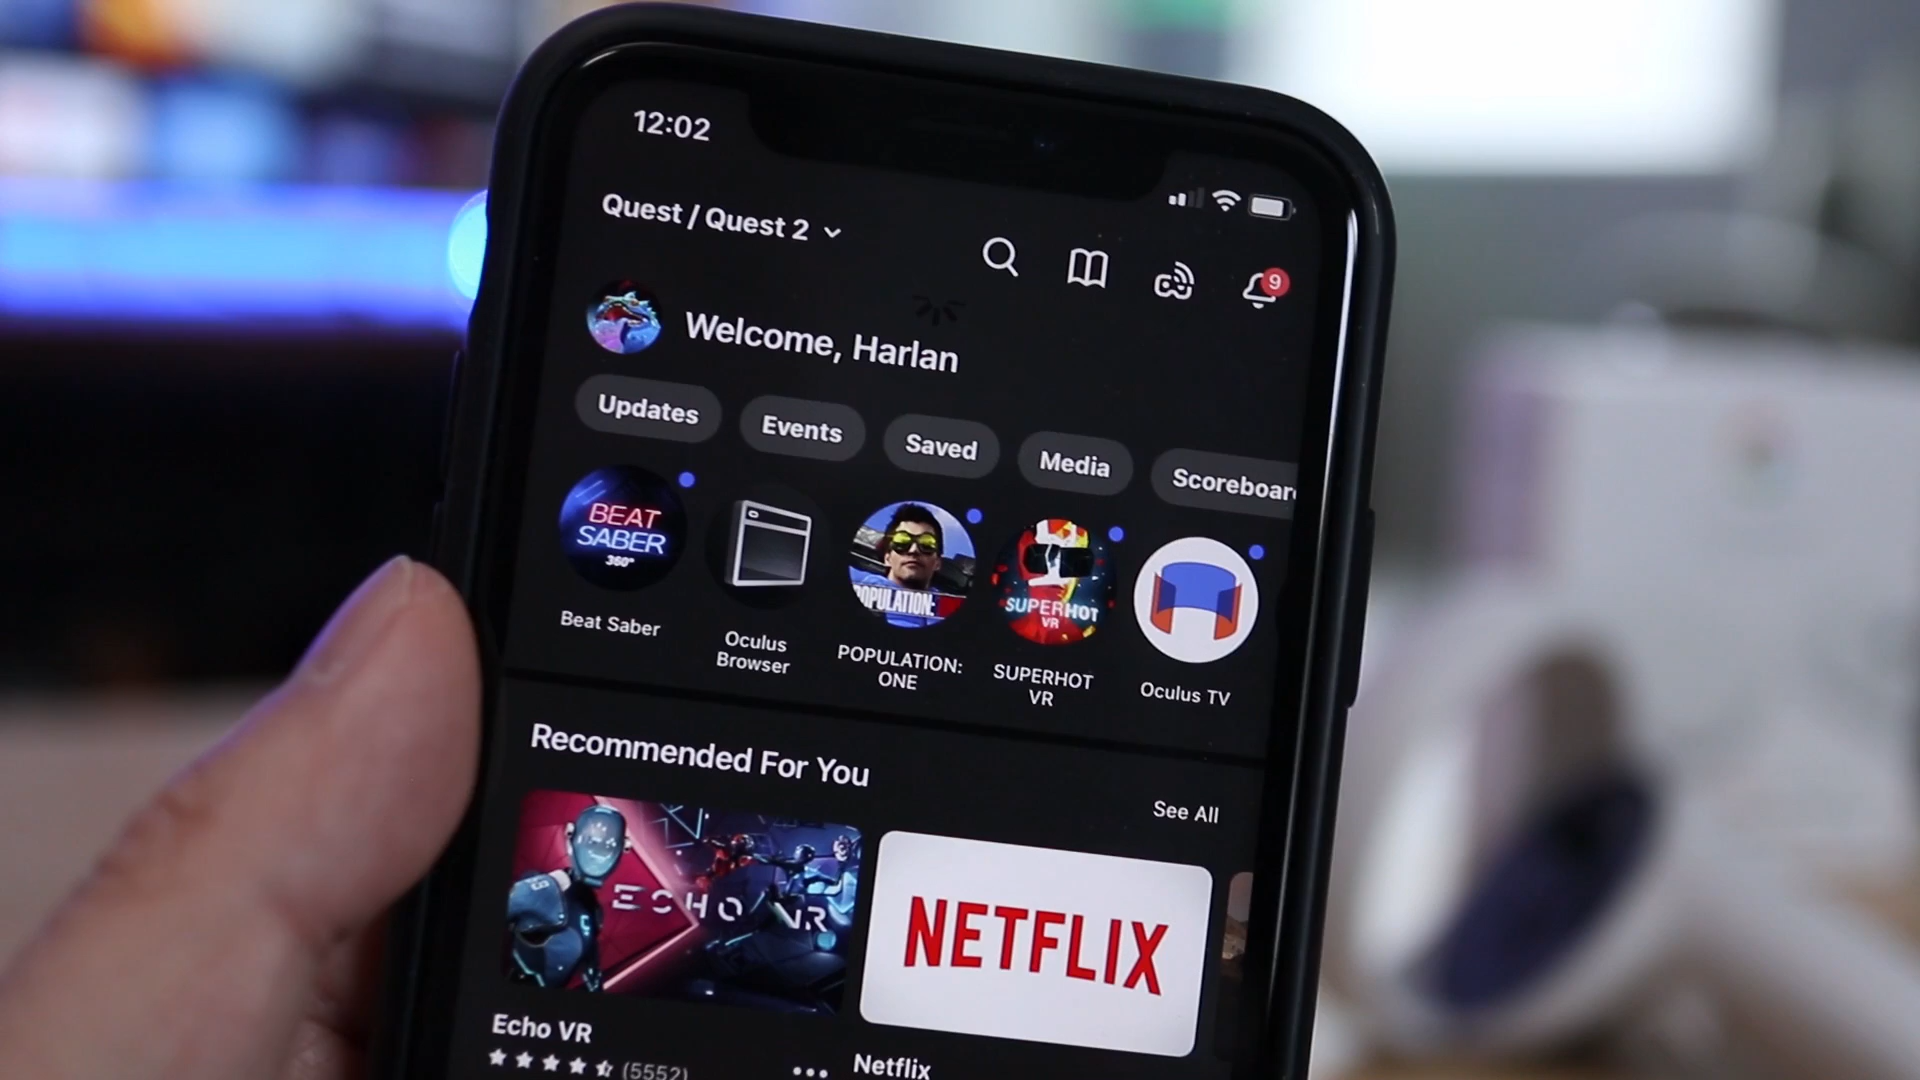 12:02
Quest / Quest 2
9
Welcome, Harlan
Updates
Events
Saved
Media
Scoreboar
BEAT
SABER
360°
POPULATION:
SUPERHOT
VR
Beat Saber
Oculus
Browser
POPULATION:
ONE
SUPERHOT
VR
Oculus TV
Recommended For You
See All
ECHO VR
NETFLIX
Echo VR
(5552)
Netflix